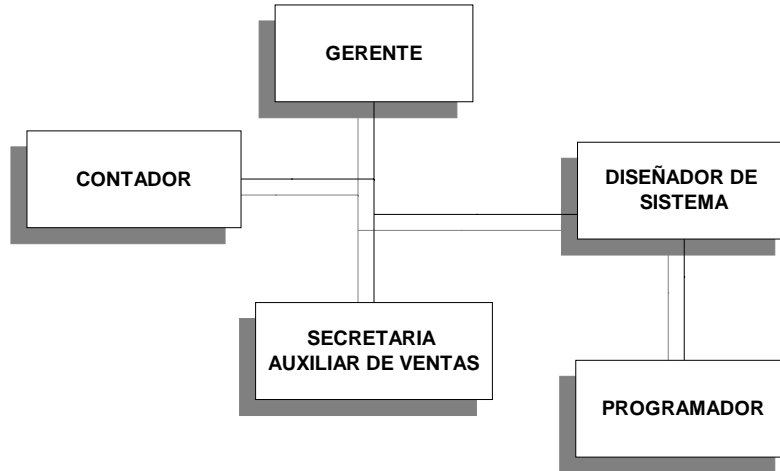 GERENTE
CONTADOR
DISEÑADOR DE
SISTEMA
SECRETARIA
AUXILIAR DE VENTAS
PROGRAMADOR